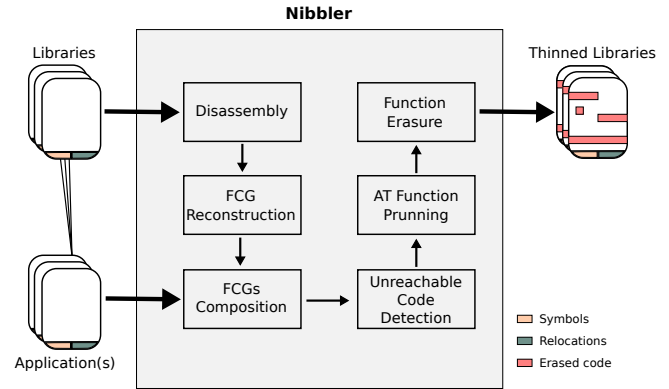 Nibbler
Libraries
Thinned Libraries
Disassembly
Function
Erasure
FCG
Reconstruction
AT Function
Prunning
FCGs
Composition
Unreachable
Code
Detection
Application(s)
Symbols
Relocations
Erased code